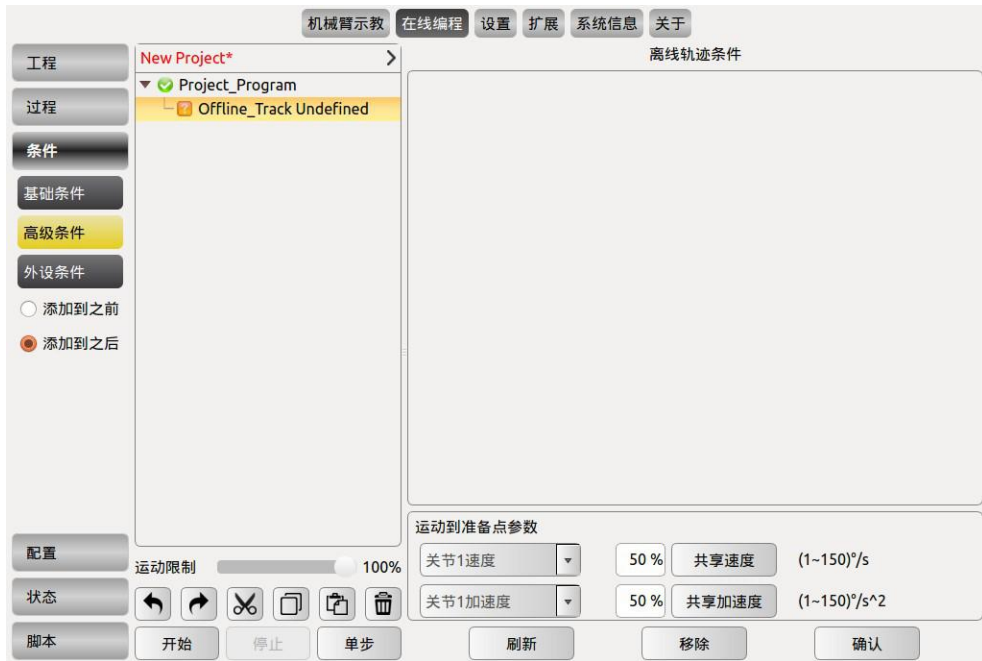 机械臂示教 在线编程 设置 扩展 系统信息 关于
工程
过程
条件
基础条件
高级条件
外设条件
添加到之前
添加到之后
配置
状态
脚本
New Project*
Project_Program
Offline_Track Undefined
运动限制 100%
开始 停止 单步
离线轨迹条件
运动到准备点参数
关节1速度 50 % 共享速度 (1~150)°/s
关节1加速度 50 % 共享加速度 (1~150)°/s^2
刷新 移除 确认